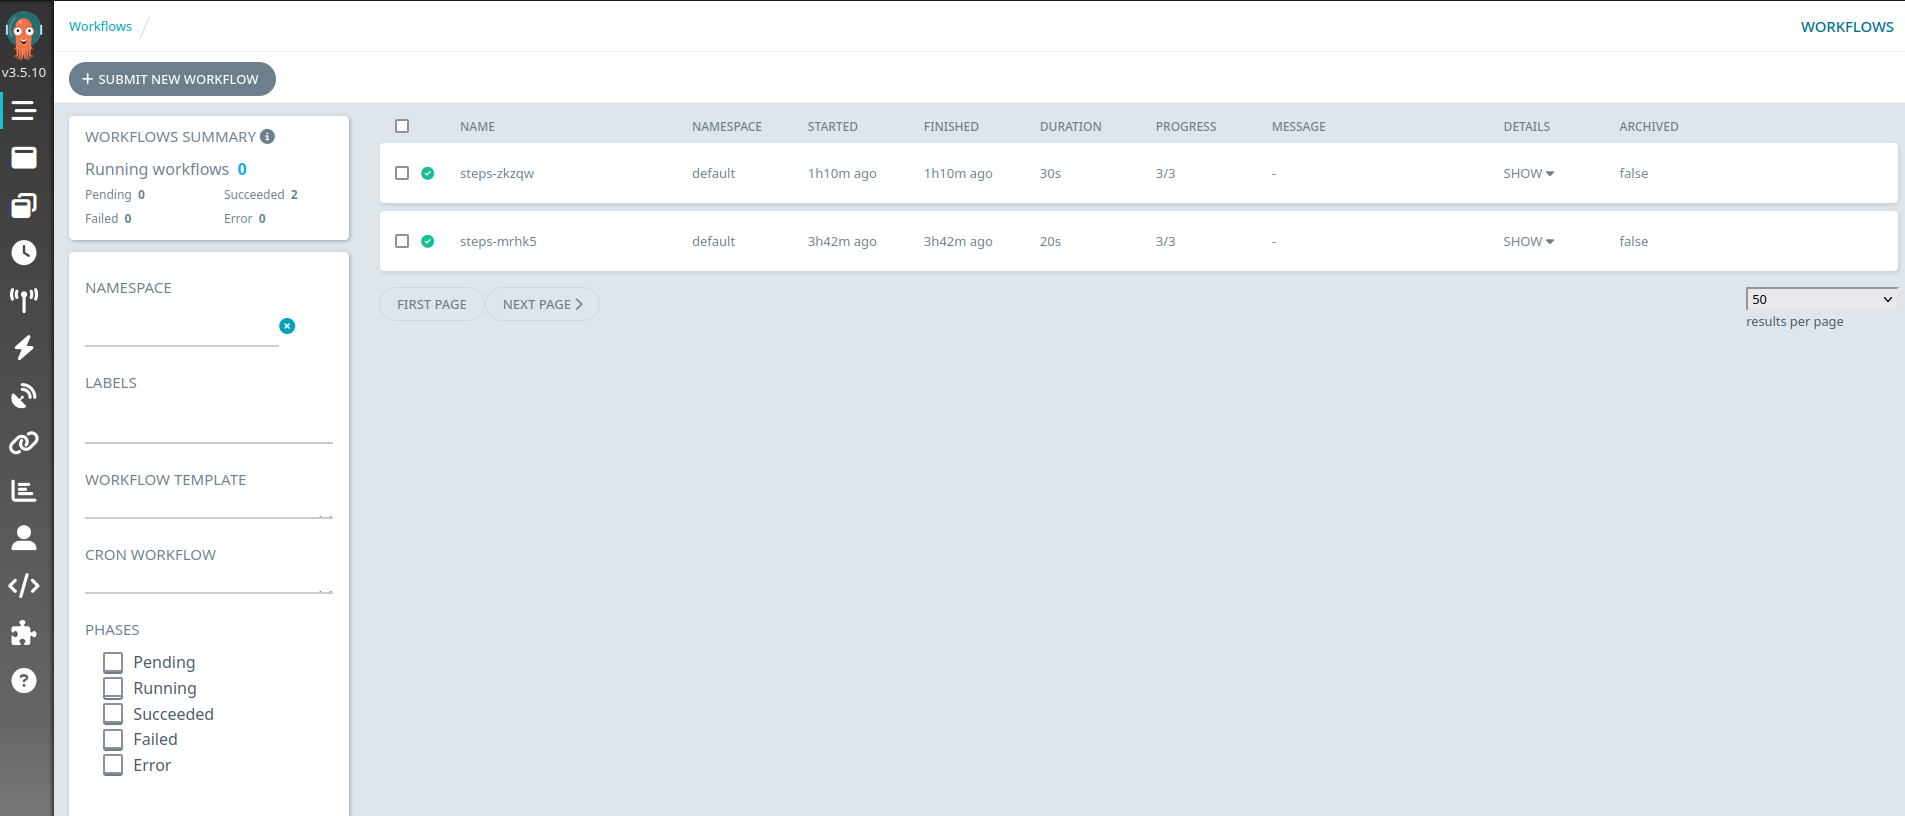 Workflows
WORKFLOWS
v3.5.10
+ SUBMIT NEW WORKFLOW
WORKFLOWS SUMMARY
Running workflows 0
Pending 0 Succeeded 2
Failed 0 Error 0
NAMESPACE
LABELS
WORKFLOW TEMPLATE
CRON WORKFLOW
PHASES
Pending
Running
Succeeded
Failed
Error
NAME NAMESPACE STARTED FINISHED DURATION PROGRESS MESSAGE DETAILS ARCHIVED
steps-zkzqw default 1h10m ago 1h10m ago 30s 3/3 - SHOW false
steps-mrhk5 default 3h42m ago 3h42m ago 20s 3/3 - SHOW false
FIRST PAGE NEXT PAGE
50
results per page